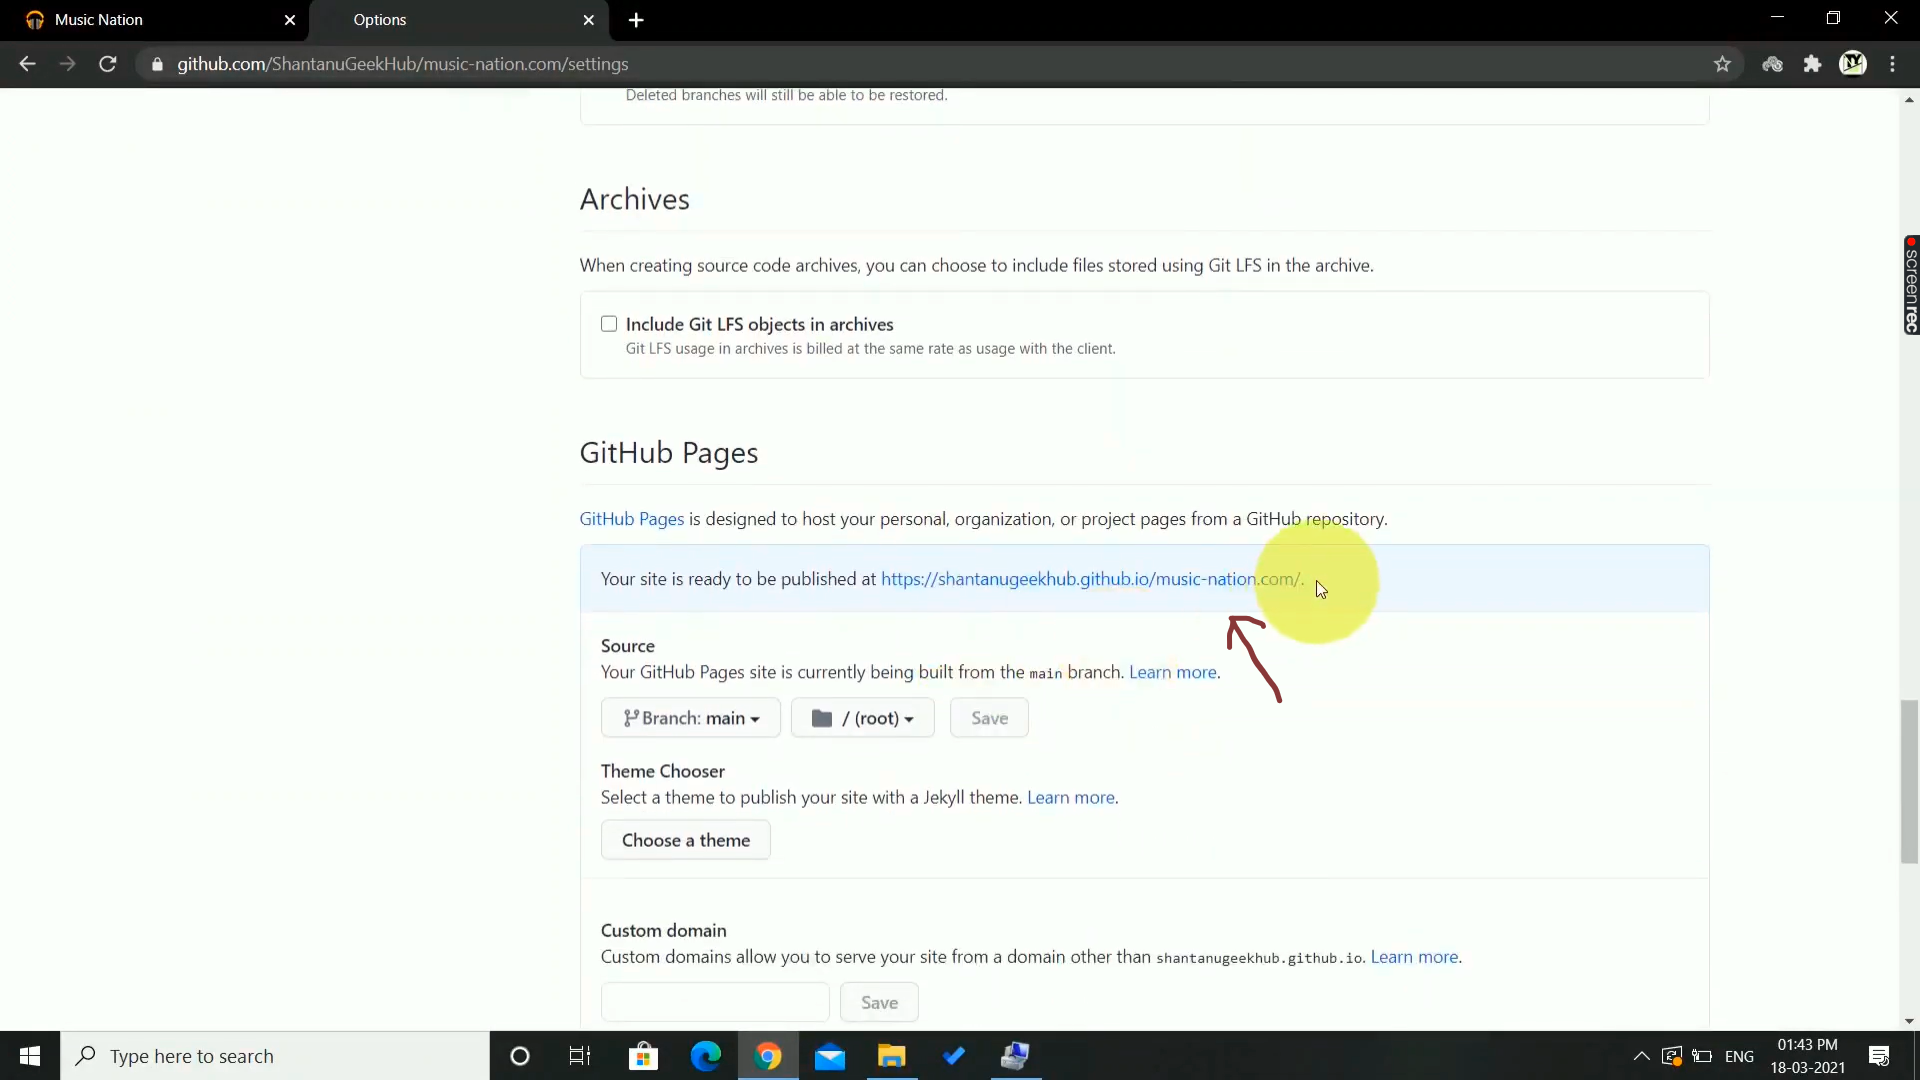 Music Nation
Options
github.com/ShantanuGeekHub/music-nation.com/settings
Deleted branches will still be able to be restored.
Archives
When creating source code archives, you can choose to include files stored using Git LFS in the archive.
Include Git LFS objects in archives
Git LFS usage in archives is billed at the same rate as usage with the client.
screenrec
GitHub Pages
GitHub Pages is designed to host your personal, organization, or project pages from a GitHub repository.
Your site is ready to be published at https://shantanugeekhub.github.io/music-nation.com/.
Source
Your GitHub Pages site is currently being built from the main branch. Learn more.
Branch: main / (root) Save
Theme Chooser
Select a theme to publish your site with a Jekyll theme. Learn more.
Choose a theme
Custom domain
Custom domains allow you to serve your site from a domain other than shantanugeekhub.github.io. Learn more.
Save
Type here to search
ENG
01:43 PM
18-03-2021